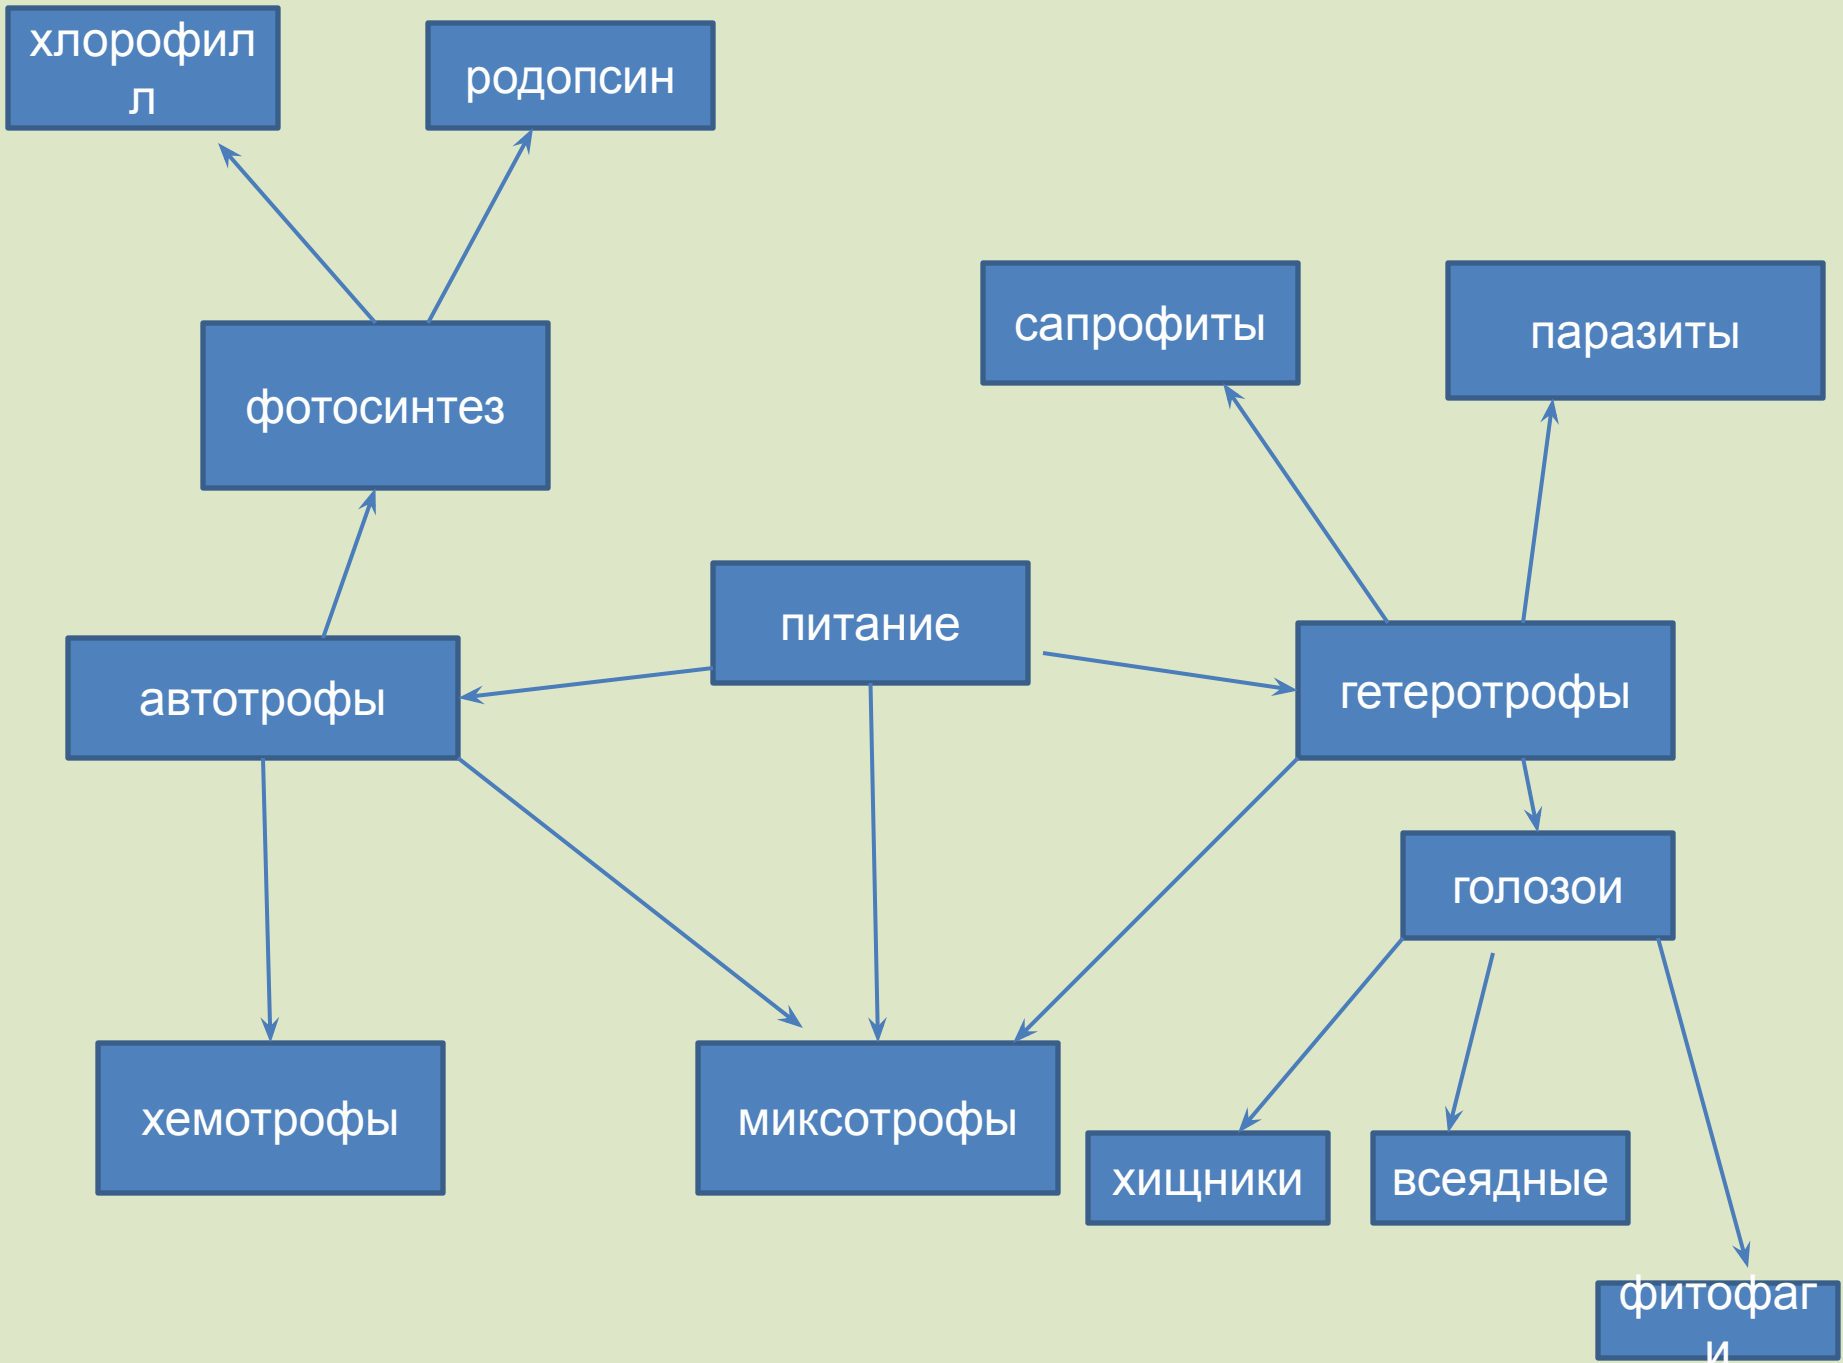 хлорофил
л
родопсин
сапрофиты
паразиты
фотосинтез
питание
автотрофы
гетеротрофы
голозои
хемотрофы
миксотрофы
хищники
всеядные
фитофаг
и